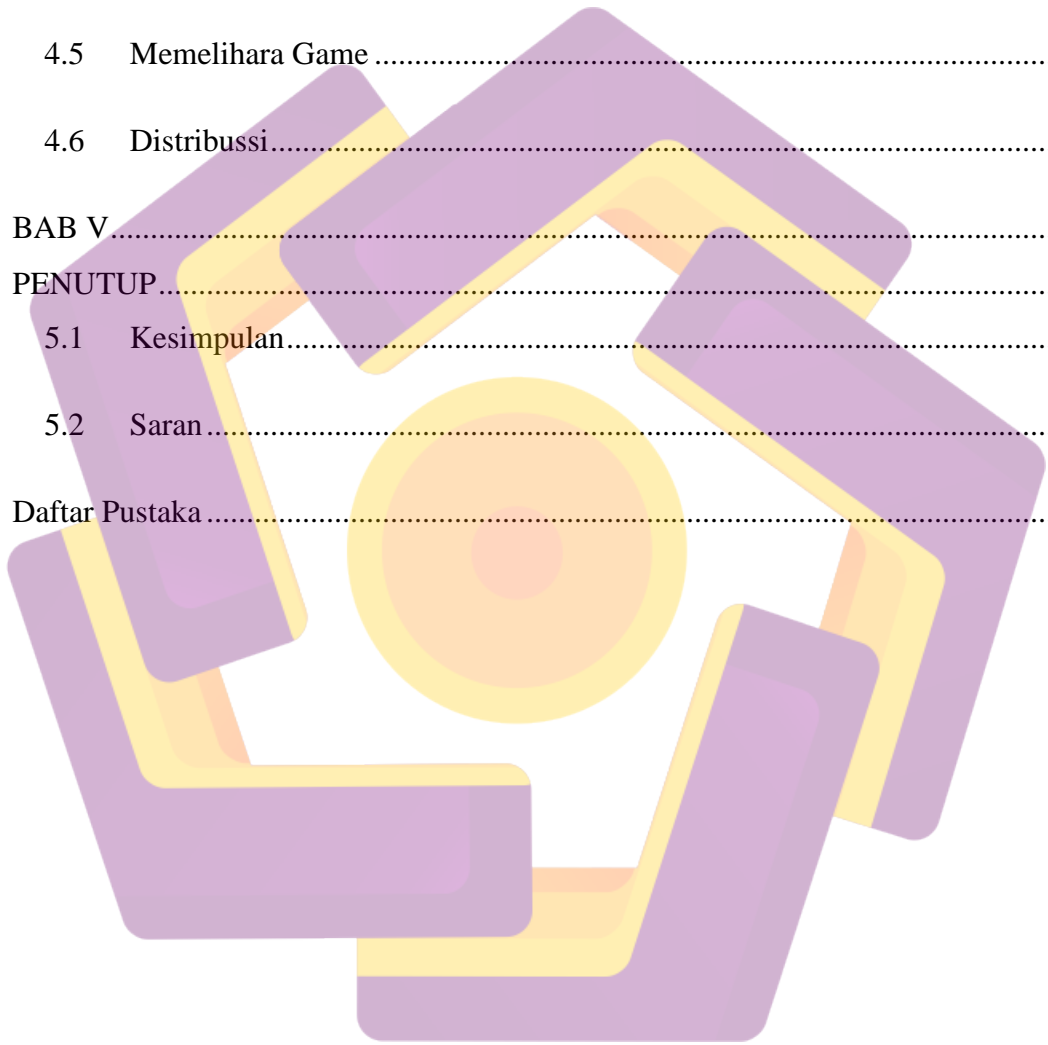 4.5 Memelihara Game ....................................................................................
4.6 Distribussi.................................................................................................
BAB V.....................................................................................................................
PENUTUP...............................................................................................................
5.1 Kesimpulan...............................................................................................
5.2 Saran .........................................................................................................
Daftar Pustaka .........................................................................................................